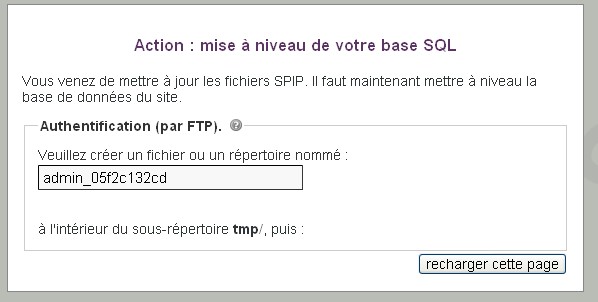 Action : mise à niveau de votre base SQL
Vous venez de mettre à jour les fichiers SPIP. Il faut maintenant mettre à niveau la
base de données du site.
Authentification (par FTP). ?
Veuillez créer un fichier ou un répertoire nommé :
admin_05f2c132cd
à l'intérieur du sous-répertoire tmp/, puis :
recharger cette page